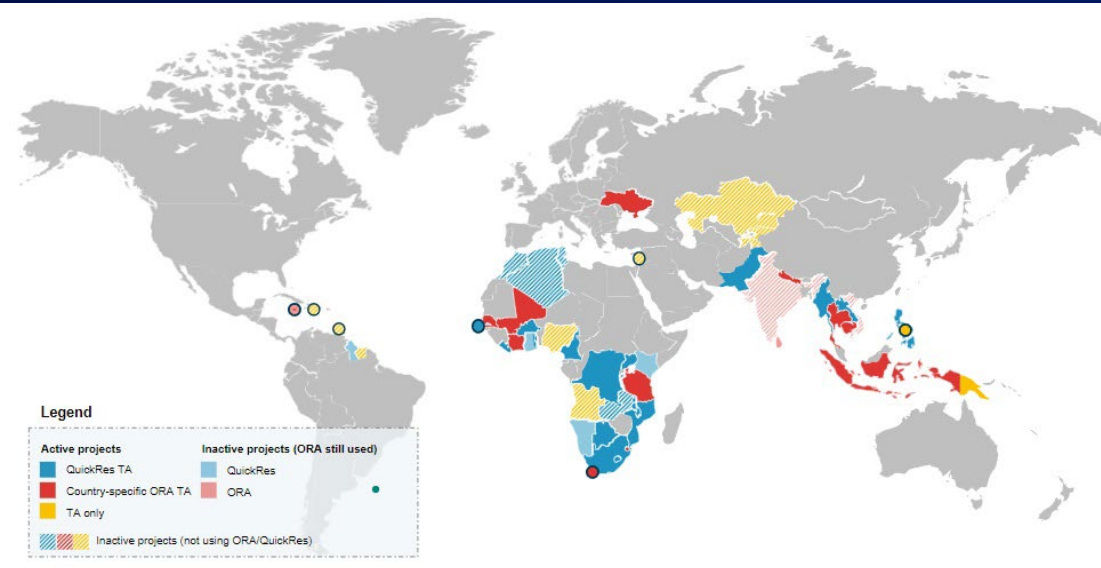 Legend
Active projects
QuickRes TA
Country-specific ORA TA
TA only
Inactive projects (ORA still used)
QuickRes
ORA
Inactive projects (not using ORA/QuickRes)